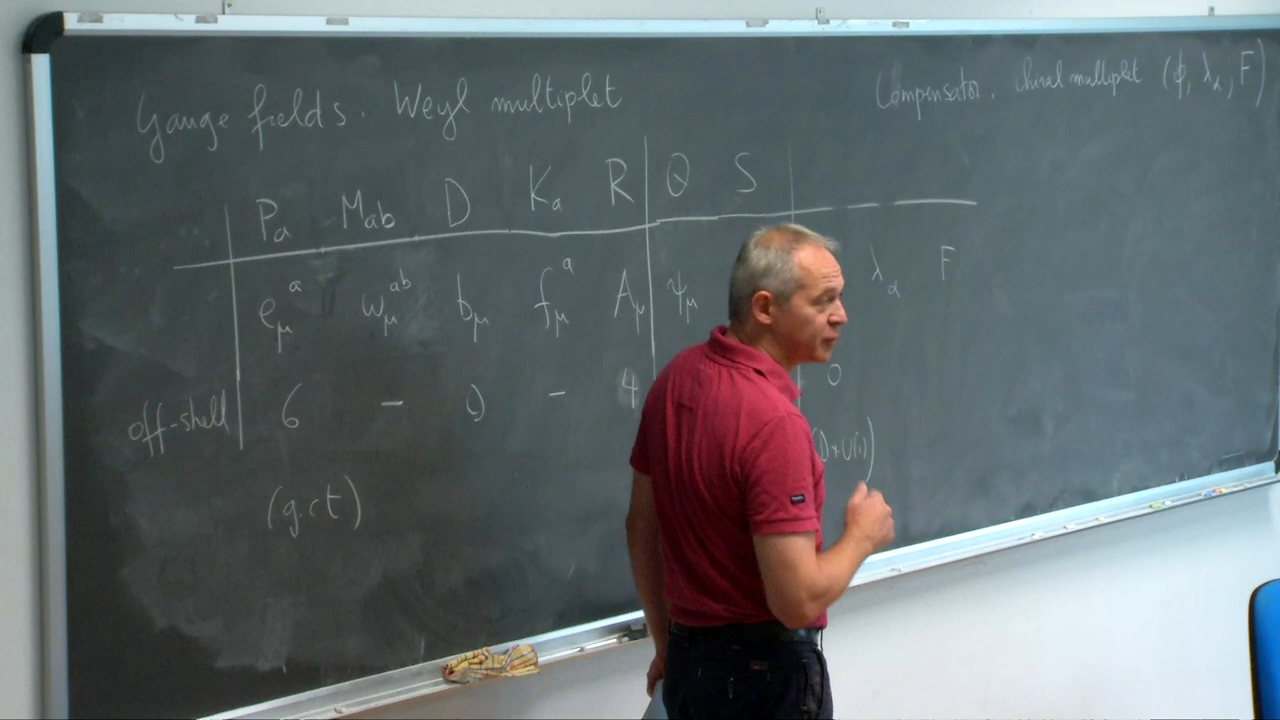 Gauge fields. Weyl multiplet
Compensator. chiral multiplet (ϕ, λ_α, F)
P_a M_ab D K_a R Q S
e_μ^a ω_μ^ab b_μ f_μ^a A_μ ψ_μ λ_α F
off-shell 6 – 0 – 4 0
(D×U(1))
(g.c.t)